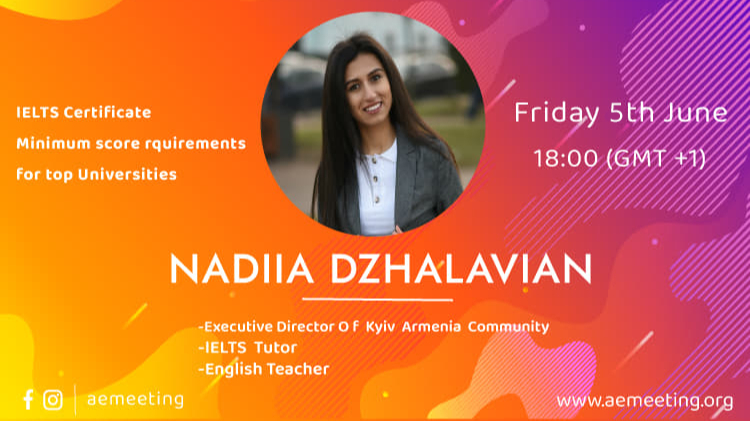 IELTS Certificate
Minimum score rquirements
For top Universities
Friday 5th June
18:00 (GMT +1)
NADIIA DZHALAVIAN
-Executive Director Of Kyiv Armenia Community
-IELTS Tutor
-English Teacher
aemeeting
www.aemeeting.org